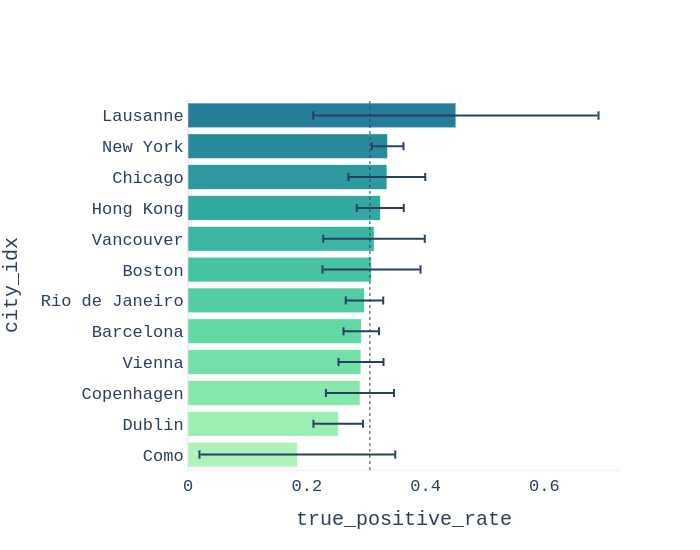 Lausanne
New York
Chicago
Hong Kong
Vancouver
Boston
Rio de Janeiro
Barcelona
Vienna
Copenhagen
Dublin
Como
city_idx
0 0.2 0.4 0.6
true_positive_rate